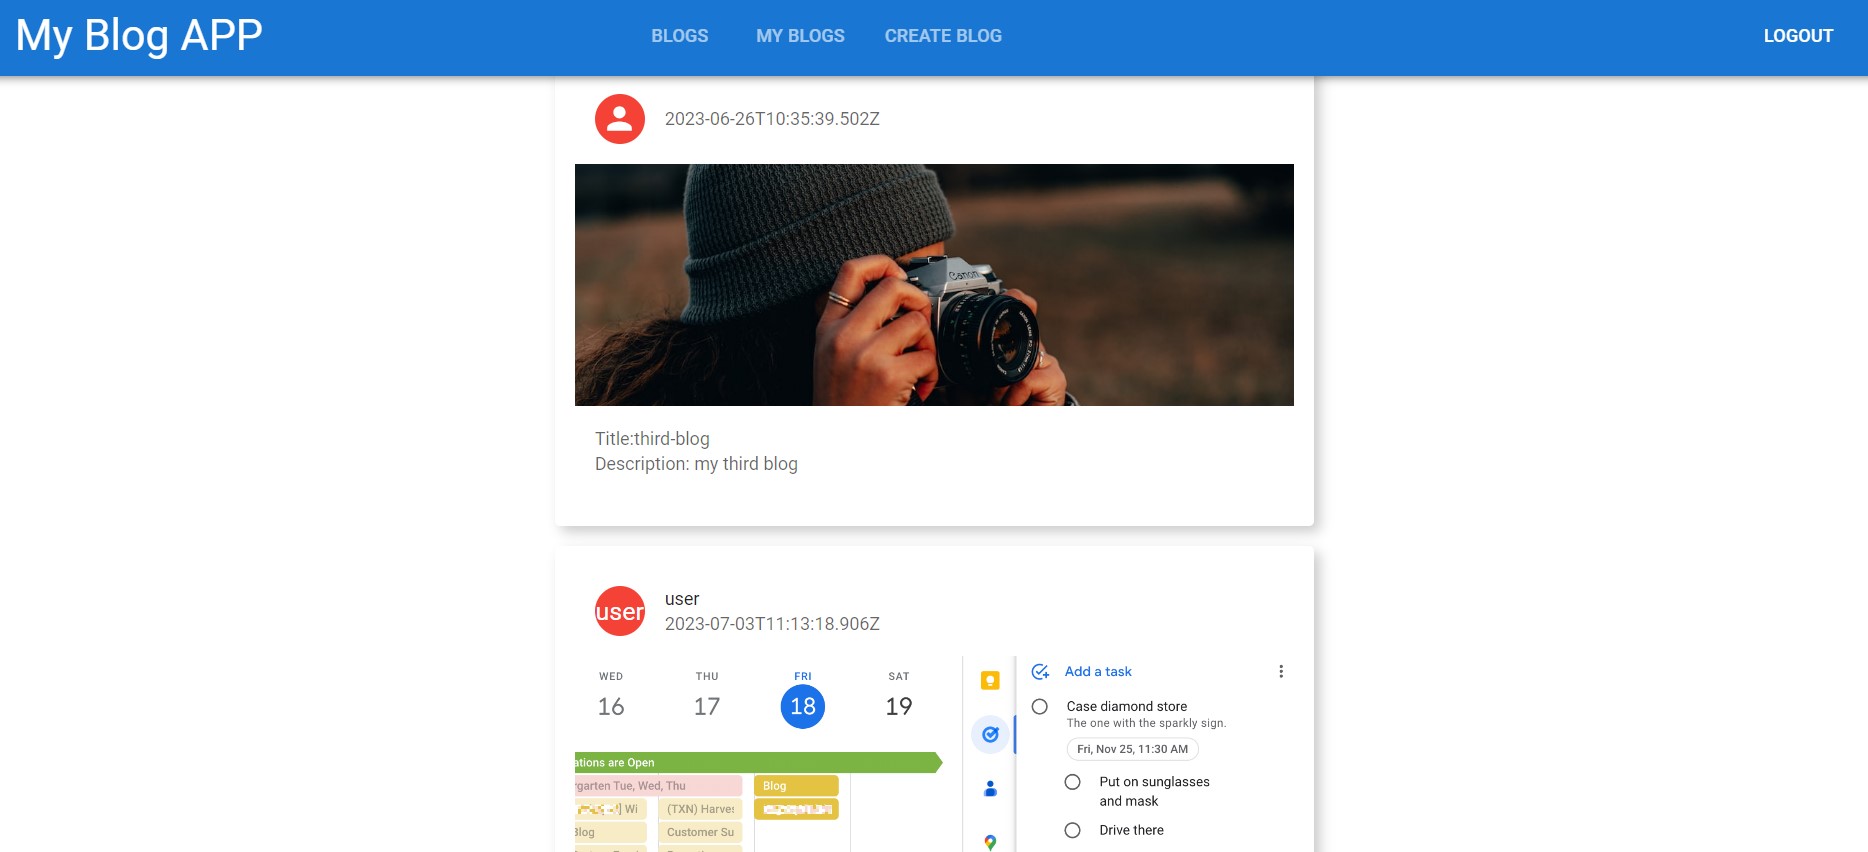 My Blog APP
BLOGS MY BLOGS CREATE BLOG
LOGOUT
2023-06-26T10:35:39.502Z
Canon
Title:third-blog
Description: my third blog
user
user
2023-07-03T11:13:18.906Z
WED THU FRI SAT
16 17 18 19
ations are Open
rgarten Tue, Wed, Thu
Blog
] Wi
(TXN) Harves
Blog
Customer Su
Add a task
Case diamond store
The one with the sparkly sign.
Fri, Nov 25, 11:30 AM
Put on sunglasses
and mask
Drive there